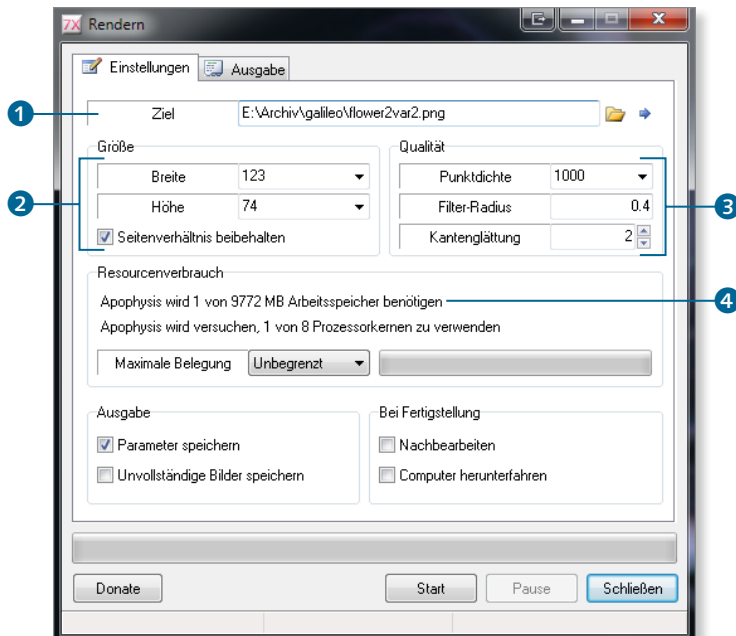 7X Rendern
Einstellungen Ausgabe
1 Ziel E:\Archiv\galileo\flower2var2.png
Größe Qualität
2
Breite 123 Punktdichte 1000
Höhe 74 Filter-Radius 0.4
3
Seitenverhältnis beibehalten Kantenglättung 2
Resourcenverbrauch
Apophysis wird 1 von 9772 MB Arbeitsspeicher benötigen 4
Apophysis wird versuchen, 1 von 8 Prozessorkernen zu verwenden
Maximale Belegung Unbegrenzt
Ausgabe Bei Fertigstellung
Parameter speichern Nachbearbeiten
Unvollständige Bilder speichern Computer herunterfahren
Donate Start Pause Schließen